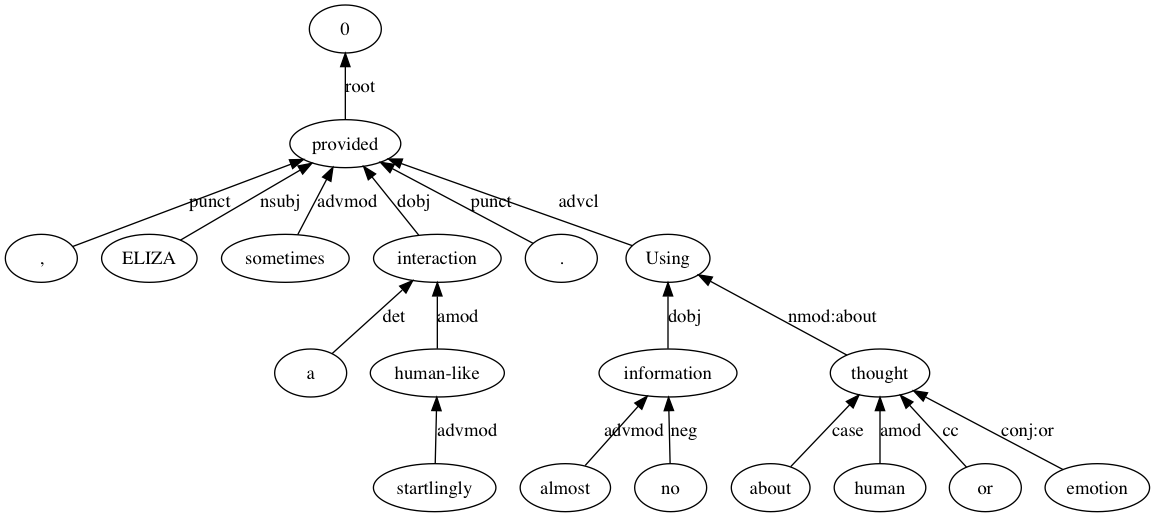 0
root
provided
punct nsubj advmod dobj punct advcl
, ELIZA sometimes interaction . Using
det amod dobj nmod:about
a human-like information thought
advmod advmod neg case amod cc conj:or
startlingly almost no about human or emotion